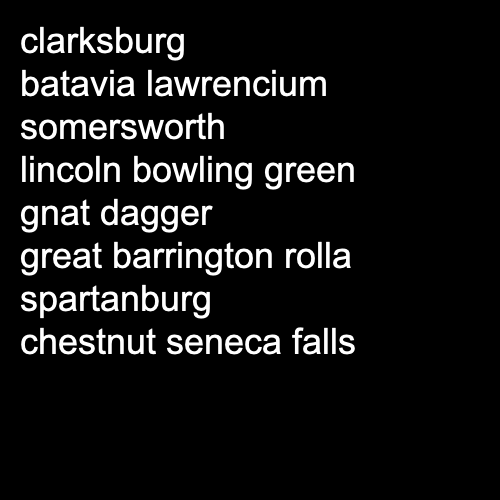 clarksburg
batavia lawrencium
somersworth
lincoln bowling green
gnat dagger
great barrington rolla
spartanburg
chestnut seneca falls